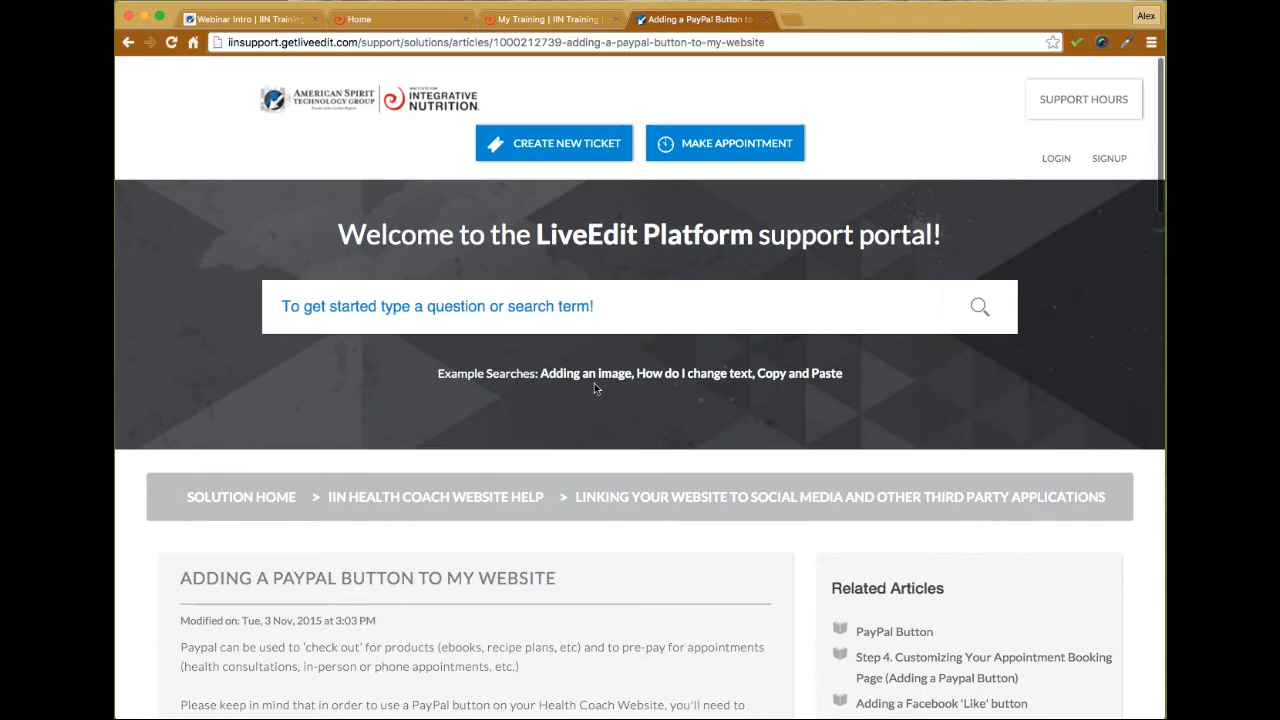 Webinar Intro | IIN Training
Home
My Training | IIN Training |
Adding a PayPal Button to
Alex
iinsupport.getliveedit.com/support/solutions/articles/1000212739-adding-a-paypal-button-to-my-website
AMERICAN SPIRIT
TECHNOLOGY GROUP
INSTITUTE FOR
INTEGRATIVE
NUTRITION
SUPPORT HOURS
CREATE NEW TICKET
MAKE APPOINTMENT
LOGIN SIGNUP
Welcome to the LiveEdit Platform support portal!
To get started type a question or search term!
Example Searches: Adding an image, How do I change text, Copy and Paste
SOLUTION HOME > IIN HEALTH COACH WEBSITE HELP > LINKING YOUR WEBSITE TO SOCIAL MEDIA AND OTHER THIRD PARTY APPLICATIONS
ADDING A PAYPAL BUTTON TO MY WEBSITE
Modified on: Tue, 3 Nov, 2015 at 3:03 PM
Paypal can be used to 'check out' for products (ebooks, recipe plans, etc) and to pre-pay for appointments
(health consultations, in-person or phone appointments, etc.)
Please keep in mind that in order to use a PayPal button on your Health Coach Website, you'll need to
Related Articles
PayPal Button
Step 4. Customizing Your Appointment Booking
Page (Adding a Paypal Button)
Adding a Facebook 'Like' button